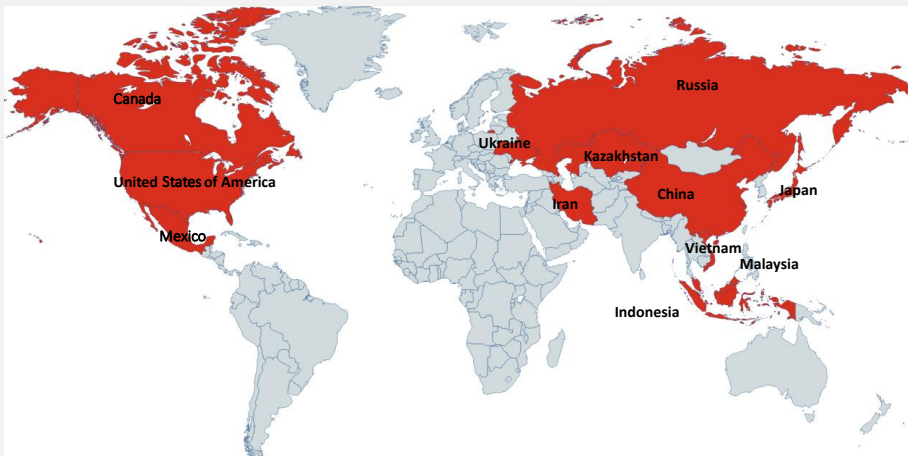 Russia
Canada
Ukraine
Kazakhstan
United States of America
China
Japan
Iran
Mexico
Vietnam
Malaysia
Indonesia